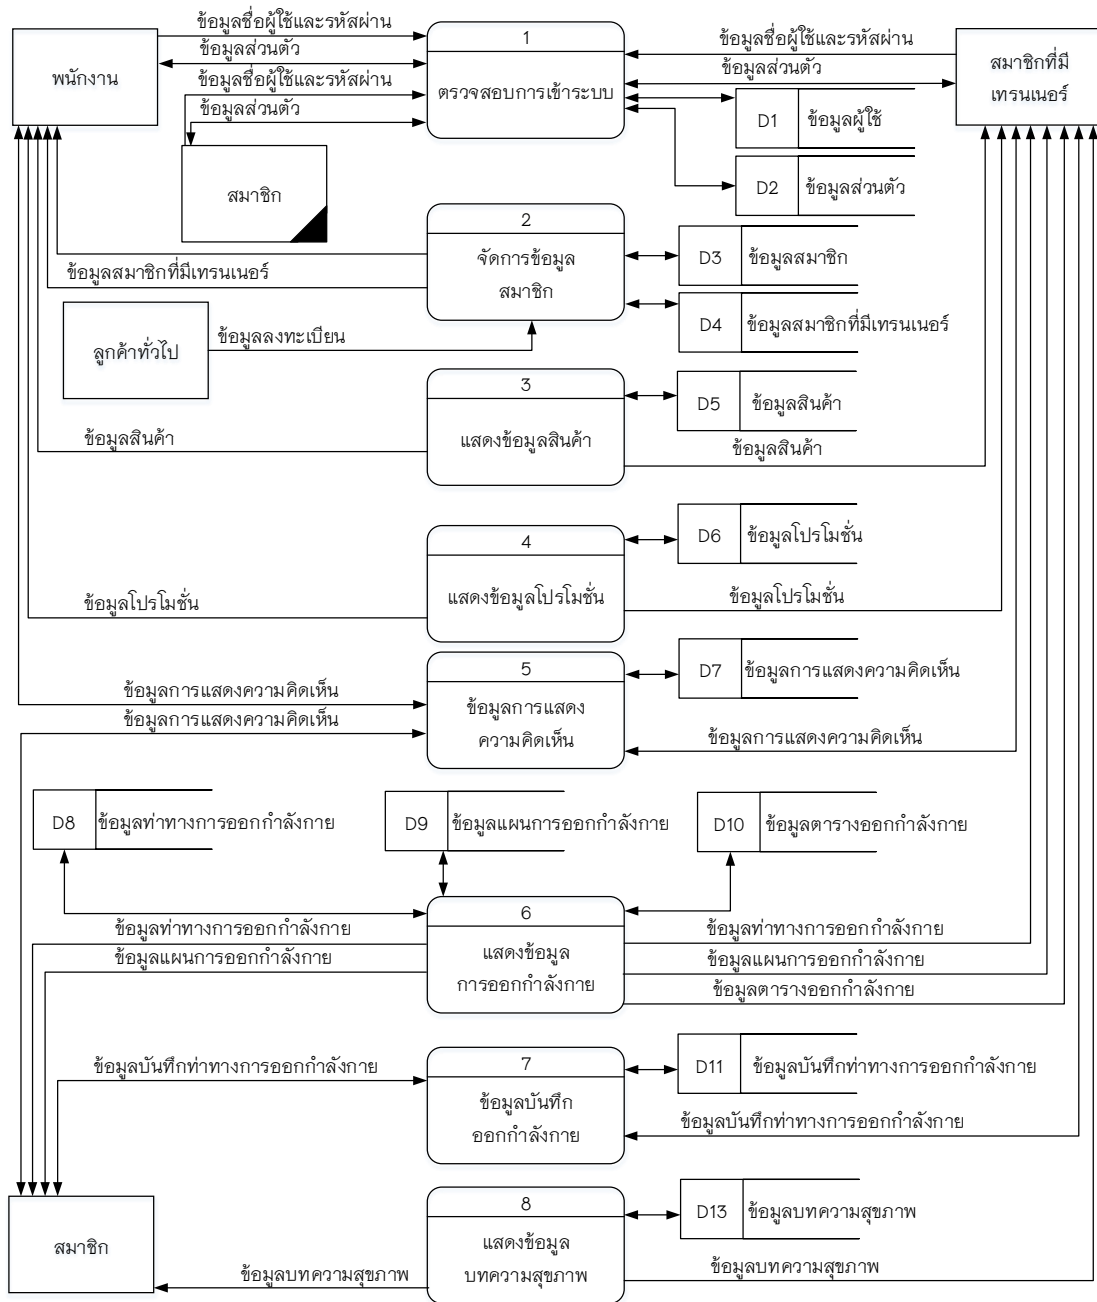 ข้อมูลชื่อผู้ใช้และรหัสผ่าน
ข้อมูลส่วนตัว
ข้อมูลชื่อผู้ใช้และรหัสผ่าน
ข้อมูลส่วนตัว
พนักงาน
1
ตรวจสอบการเข้าระบบ
ข้อมูลชื่อผู้ใช้และรหัสผ่าน
ข้อมูลส่วนตัว
สมาชิกที่มี
เทรนเนอร์
D1 ข้อมูลผู้ใช้
D2 ข้อมูลส่วนตัว
สมาชิก
2
จัดการข้อมูล
สมาชิก
D3 ข้อมูลสมาชิก
D4 ข้อมูลสมาชิกที่มีเทรนเนอร์
ข้อมูลสมาชิกที่มีเทรนเนอร์
ลูกค้าทั่วไป
ข้อมูลลงทะเบียน
3
แสดงข้อมูลสินค้า
D5 ข้อมูลสินค้า
ข้อมูลสินค้า
ข้อมูลสินค้า
4
แสดงข้อมูลโปรโมชั่น
D6 ข้อมูลโปรโมชั่น
ข้อมูลโปรโมชั่น
ข้อมูลโปรโมชั่น
5
ข้อมูลการแสดง
ความคิดเห็น
D7 ข้อมูลการแสดงความคิดเห็น
ข้อมูลการแสดงความคิดเห็น
ข้อมูลการแสดงความคิดเห็น
ข้อมูลการแสดงความคิดเห็น
D8 ข้อมูลท่าทางการออกกำลังกาย
D9 ข้อมูลแผนการออกกำลังกาย
D10 ข้อมูลตารางออกกำลังกาย
6
แสดงข้อมูล
การออกกำลังกาย
ข้อมูลท่าทางการออกกำลังกาย
ข้อมูลแผนการออกกำลังกาย
ข้อมูลท่าทางการออกกำลังกาย
ข้อมูลแผนการออกกำลังกาย
ข้อมูลตารางออกกำลังกาย
7
ข้อมูลบันทึก
ออกกำลังกาย
ข้อมูลบันทึกท่าทางการออกกำลังกาย
D11 ข้อมูลบันทึกท่าทางการออกกำลังกาย
ข้อมูลบันทึกท่าทางการออกกำลังกาย
สมาชิก
8
แสดงข้อมูล
บทความสุขภาพ
D13 ข้อมูลบทความสุขภาพ
ข้อมูลบทความสุขภาพ
ข้อมูลบทความสุขภาพ